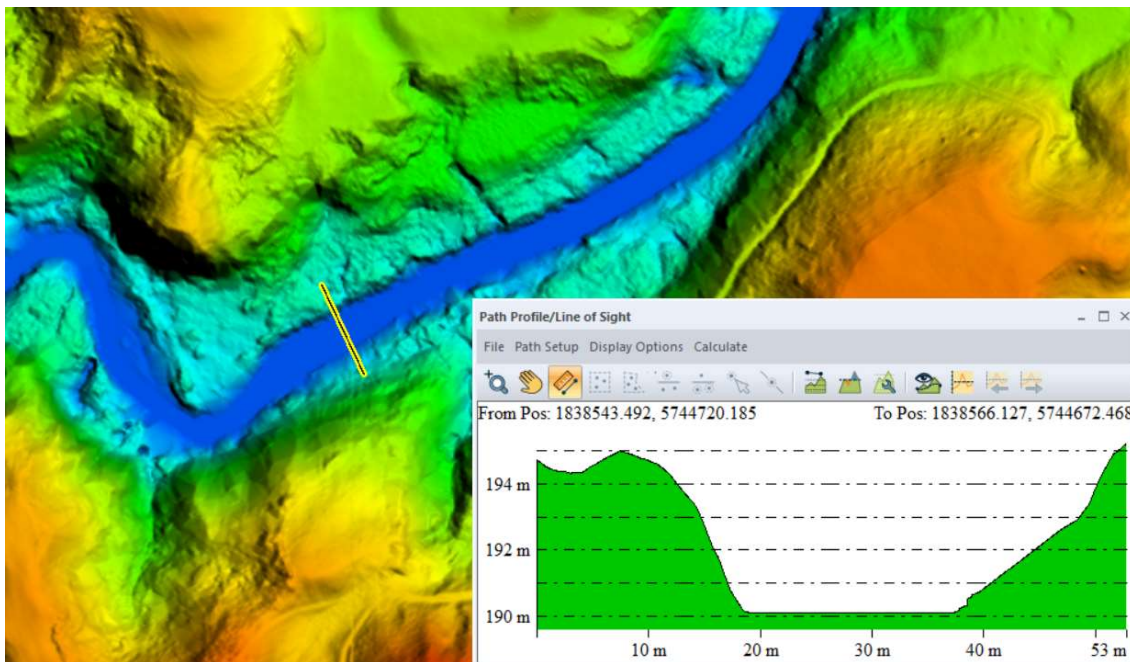 Path Profile/Line of Sight
File Path Setup Display Options Calculate
From Pos: 1838543.492, 5744720.185 To Pos: 1838566.127, 5744672.468
194 m
192 m
190 m
10 m 20 m 30 m 40 m 53 m